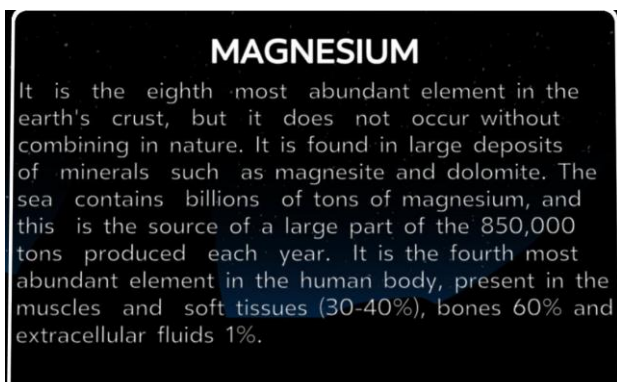 MAGNESIUM
It is the eighth most abundant element in the
earth's crust, but it does not occur without
combining in nature. It is found in large deposits
of minerals such as magnesite and dolomite. The
sea contains billions of tons of magnesium, and
this is the source of a large part of the 850,000
tons produced each year. It is the fourth most
abundant element in the human body, present in the
muscles and soft tissues (30-40%), bones 60% and
extracellular fluids 1%.